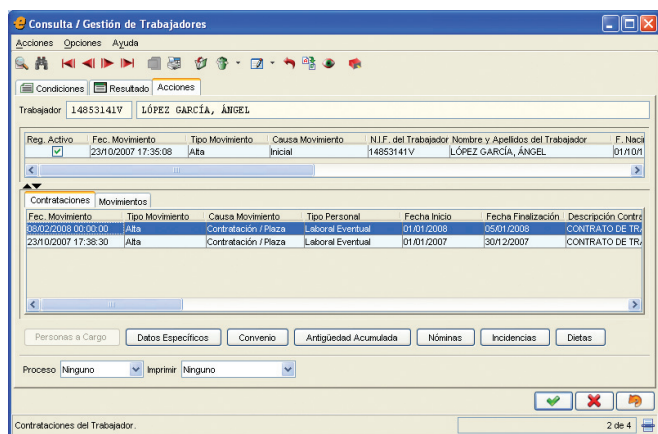 Consulta / Gestión de Trabajadores
Acciones Opciones Ayuda
Condiciones Resultado Acciones
Trabajador 14853141V LÓPEZ GARCÍA, ÁNGEL
Reg. Activo Fec. Movimiento Tipo Movimiento Causa Movimiento N.I.F. del Trabajador Nombre y Apellidos del Trabajador F. Naci
23/10/2007 17:35:08 Alta Inicial 14853141V LÓPEZ GARCÍA, ÁNGEL 01/10/1
Contrataciones Movimientos
Fec. Movimiento Tipo Movimiento Causa Movimiento Tipo Personal Fecha Inicio Fecha Finalización Descripción Contra
08/02/2008 00:00:00 Alta Contratación / Plaza Laboral Eventual 01/01/2008 05/01/2008 CONTRATO DE TRA
23/10/2007 17:38:30 Alta Contratación / Plaza Laboral Eventual 01/01/2007 30/12/2007 CONTRATO DE TRA
Personas a Cargo Datos Específicos Convenio Antigüedad Acumulada Nóminas Incidencias Dietas
Proceso Ninguno Imprimir Ninguno
Contrataciones del Trabajador. 2 de 4